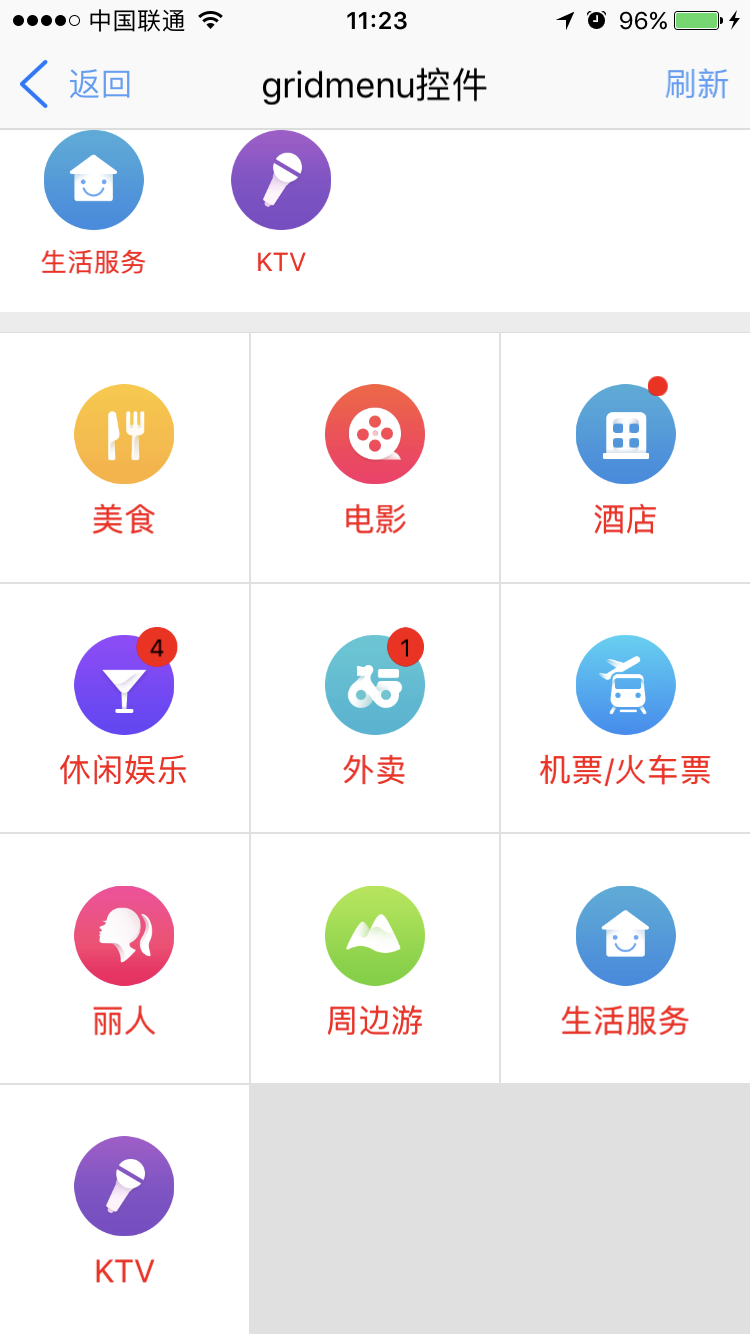 中国联通 11:23 96%
返回 gridmenu控件 刷新
生活服务 KTV
美食 电影 酒店
4 1
休闲娱乐 外卖 机票/火车票
丽人 周边游 生活服务
KTV